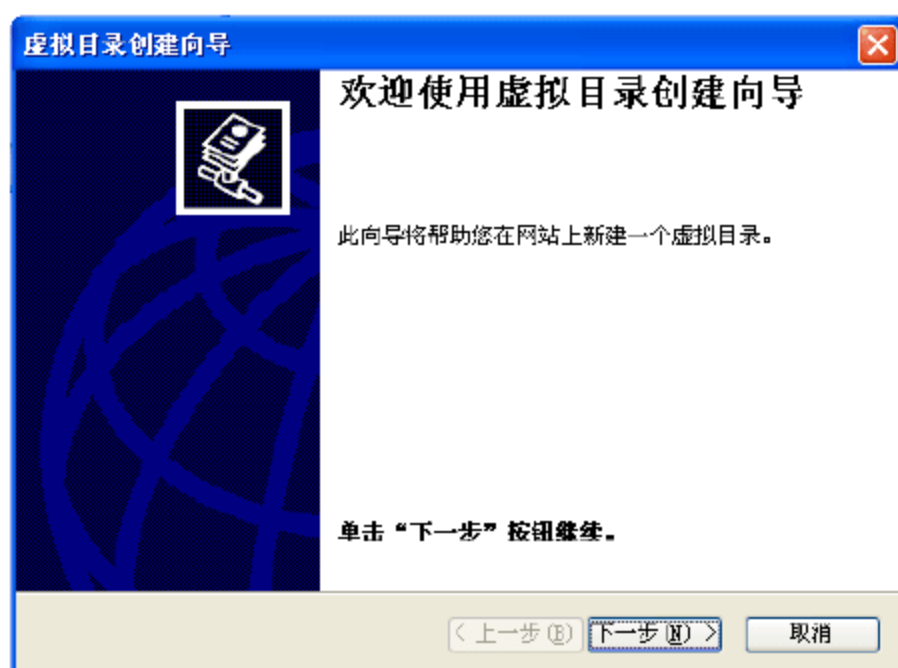 虚拟目录创建向导
欢迎使用虚拟目录创建向导
此向导将帮助您在网站上新建一个虚拟目录。
单击“下一步”按钮继续。
< 上一步(B) 下一步(N) > 取消